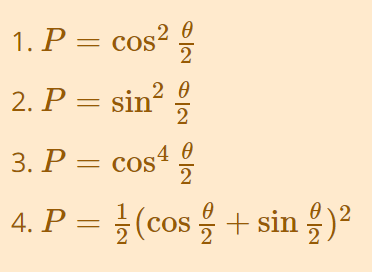 1. P = cos² θ/2
2. P = sin² θ/2
3. P = cos⁴ θ/2
4. P = 1/2(cos θ/2 + sin θ/2)²